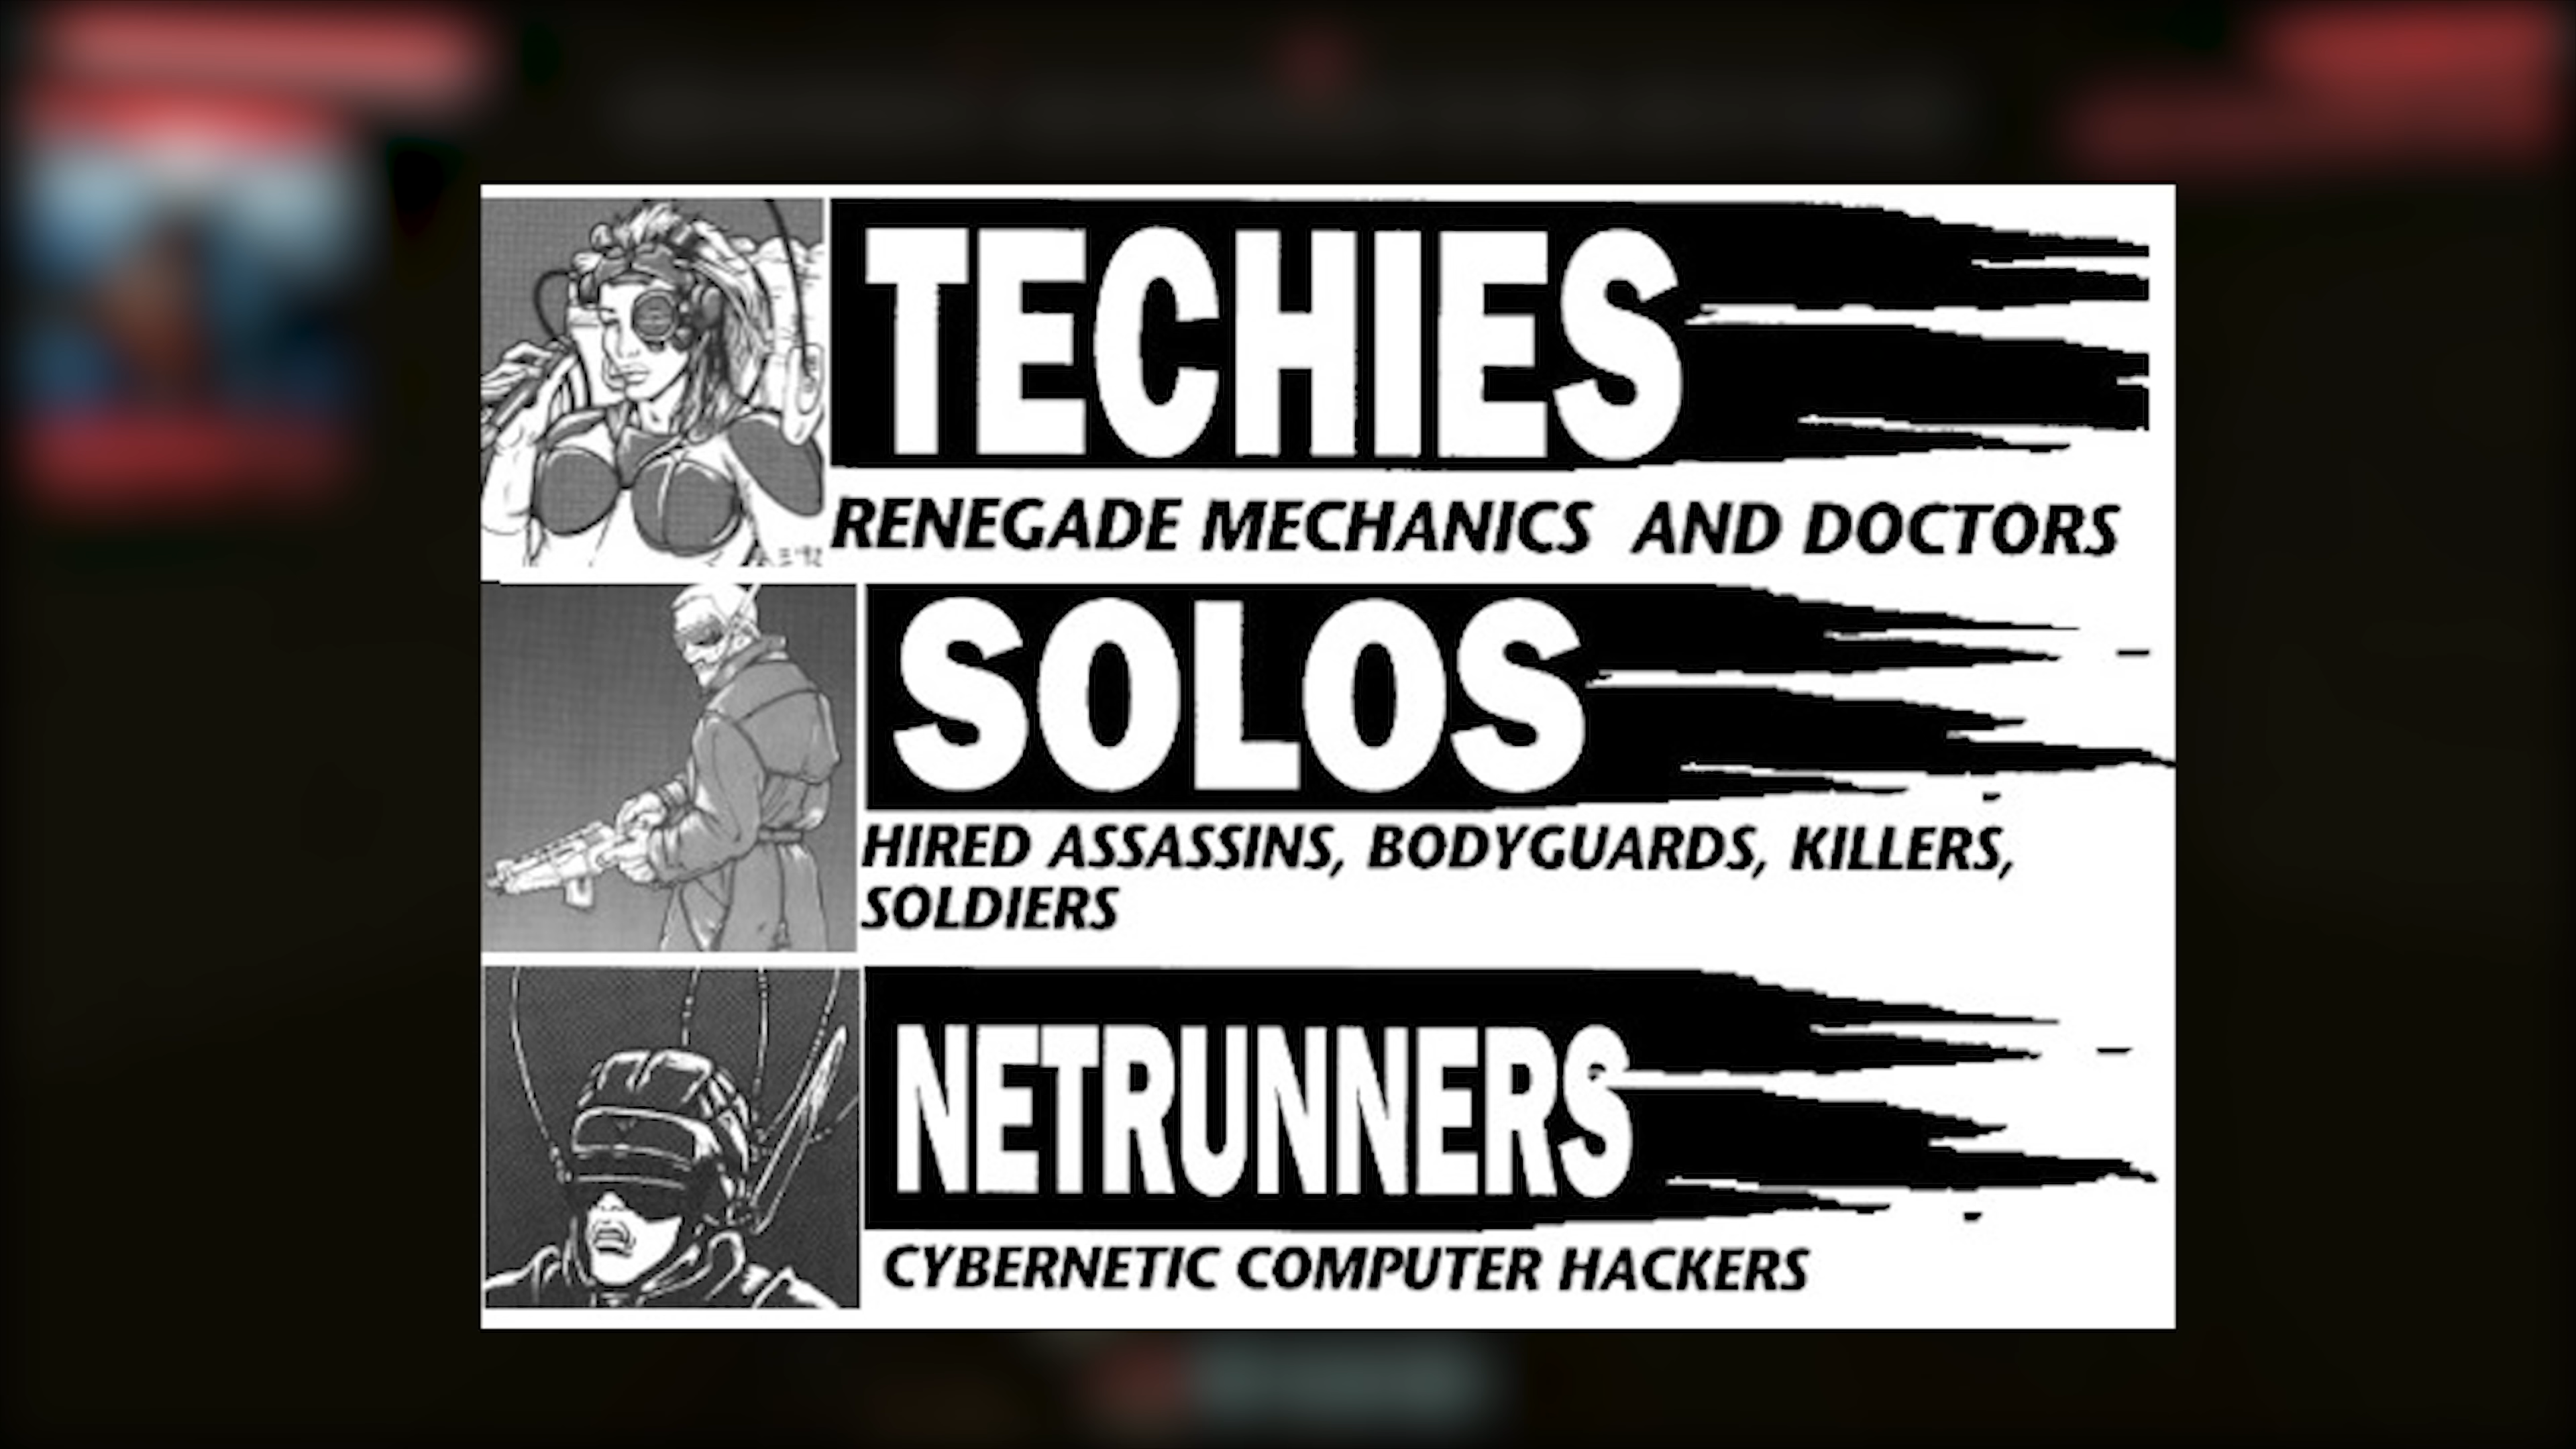 TECHIES
RENEGADE MECHANICS AND DOCTORS
SOLOS
HIRED ASSASSINS, BODYGUARDS, KILLERS,
SOLDIERS
NETRUNNERS
CYBERNETIC COMPUTER HACKERS